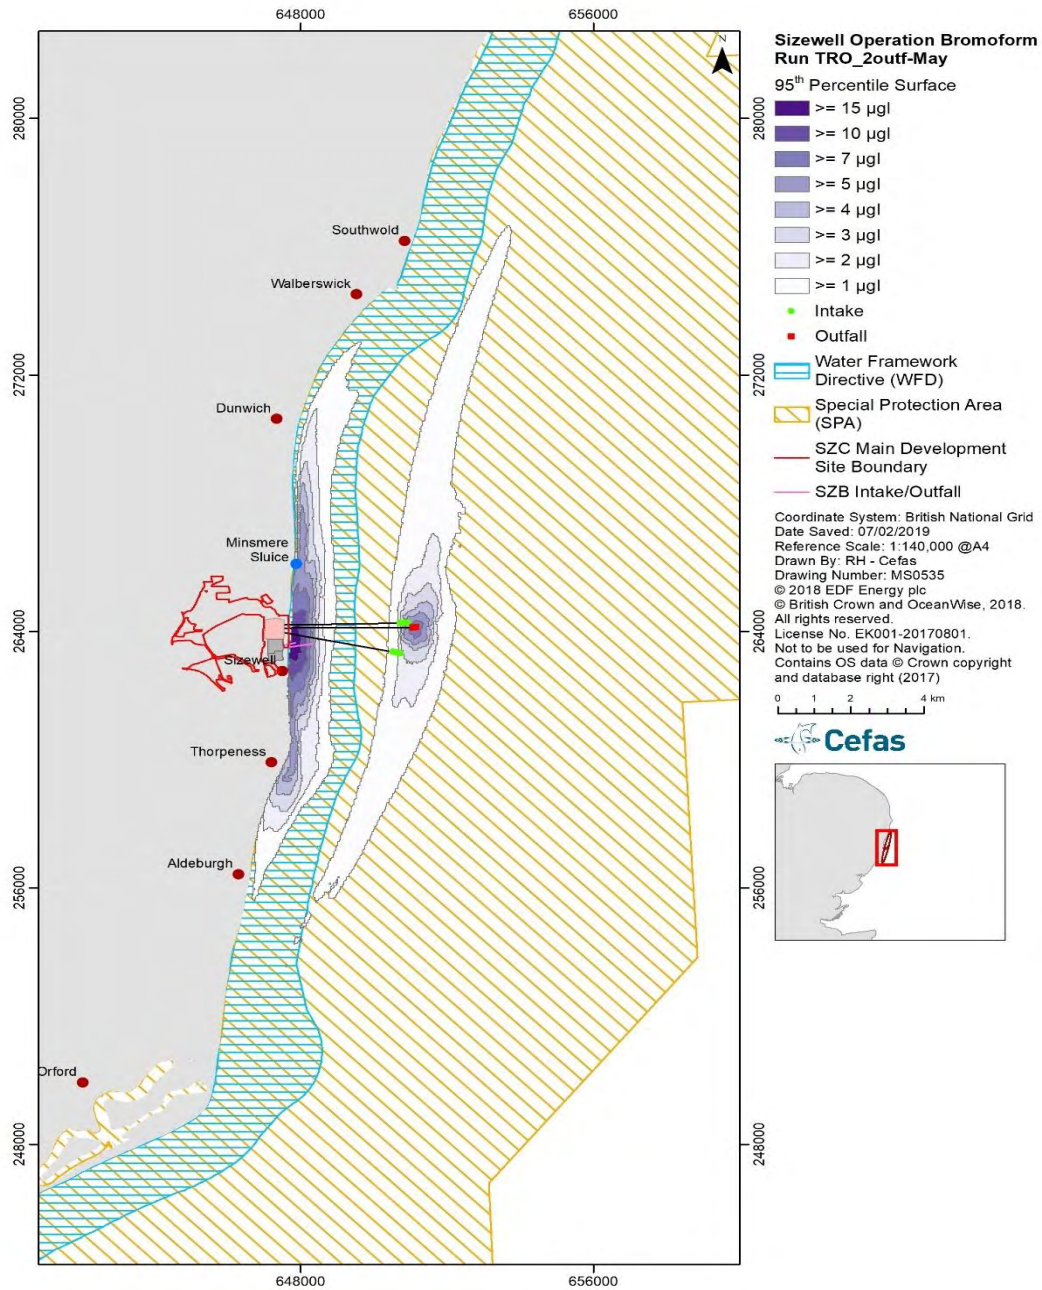 648000
656000
Sizewell Operation Bromoform
Run TRO_2outf-May
95th Percentile Surface
>= 15 µgl
>= 10 µgl
>= 7 µgl
>= 5 µgl
>= 4 µgl
>= 3 µgl
>= 2 µgl
>= 1 µgl
Intake
Outfall
Water Framework
Directive (WFD)
Special Protection Area
(SPA)
SZC Main Development
Site Boundary
SZB Intake/Outfall
Coordinate System: British National Grid
Date Saved: 07/02/2019
Reference Scale: 1:140,000 @A4
Drawn By: RH - Cefas
Drawing Number: MS0535
© 2018 EDF Energy plc
© British Crown and OceanWise, 2018.
All rights reserved.
License No. EK001-20170801.
Not to be used for Navigation.
Contains OS data © Crown copyright
and database right (2017)
0 1 2 4 km
Cefas
N
280000
280000
Southwold
Walberswick
272000
272000
Dunwich
Minsmere
Sluice
264000
264000
Sizewell
Thorpeness
Aldeburgh
256000
256000
Orford
248000
248000
648000
656000